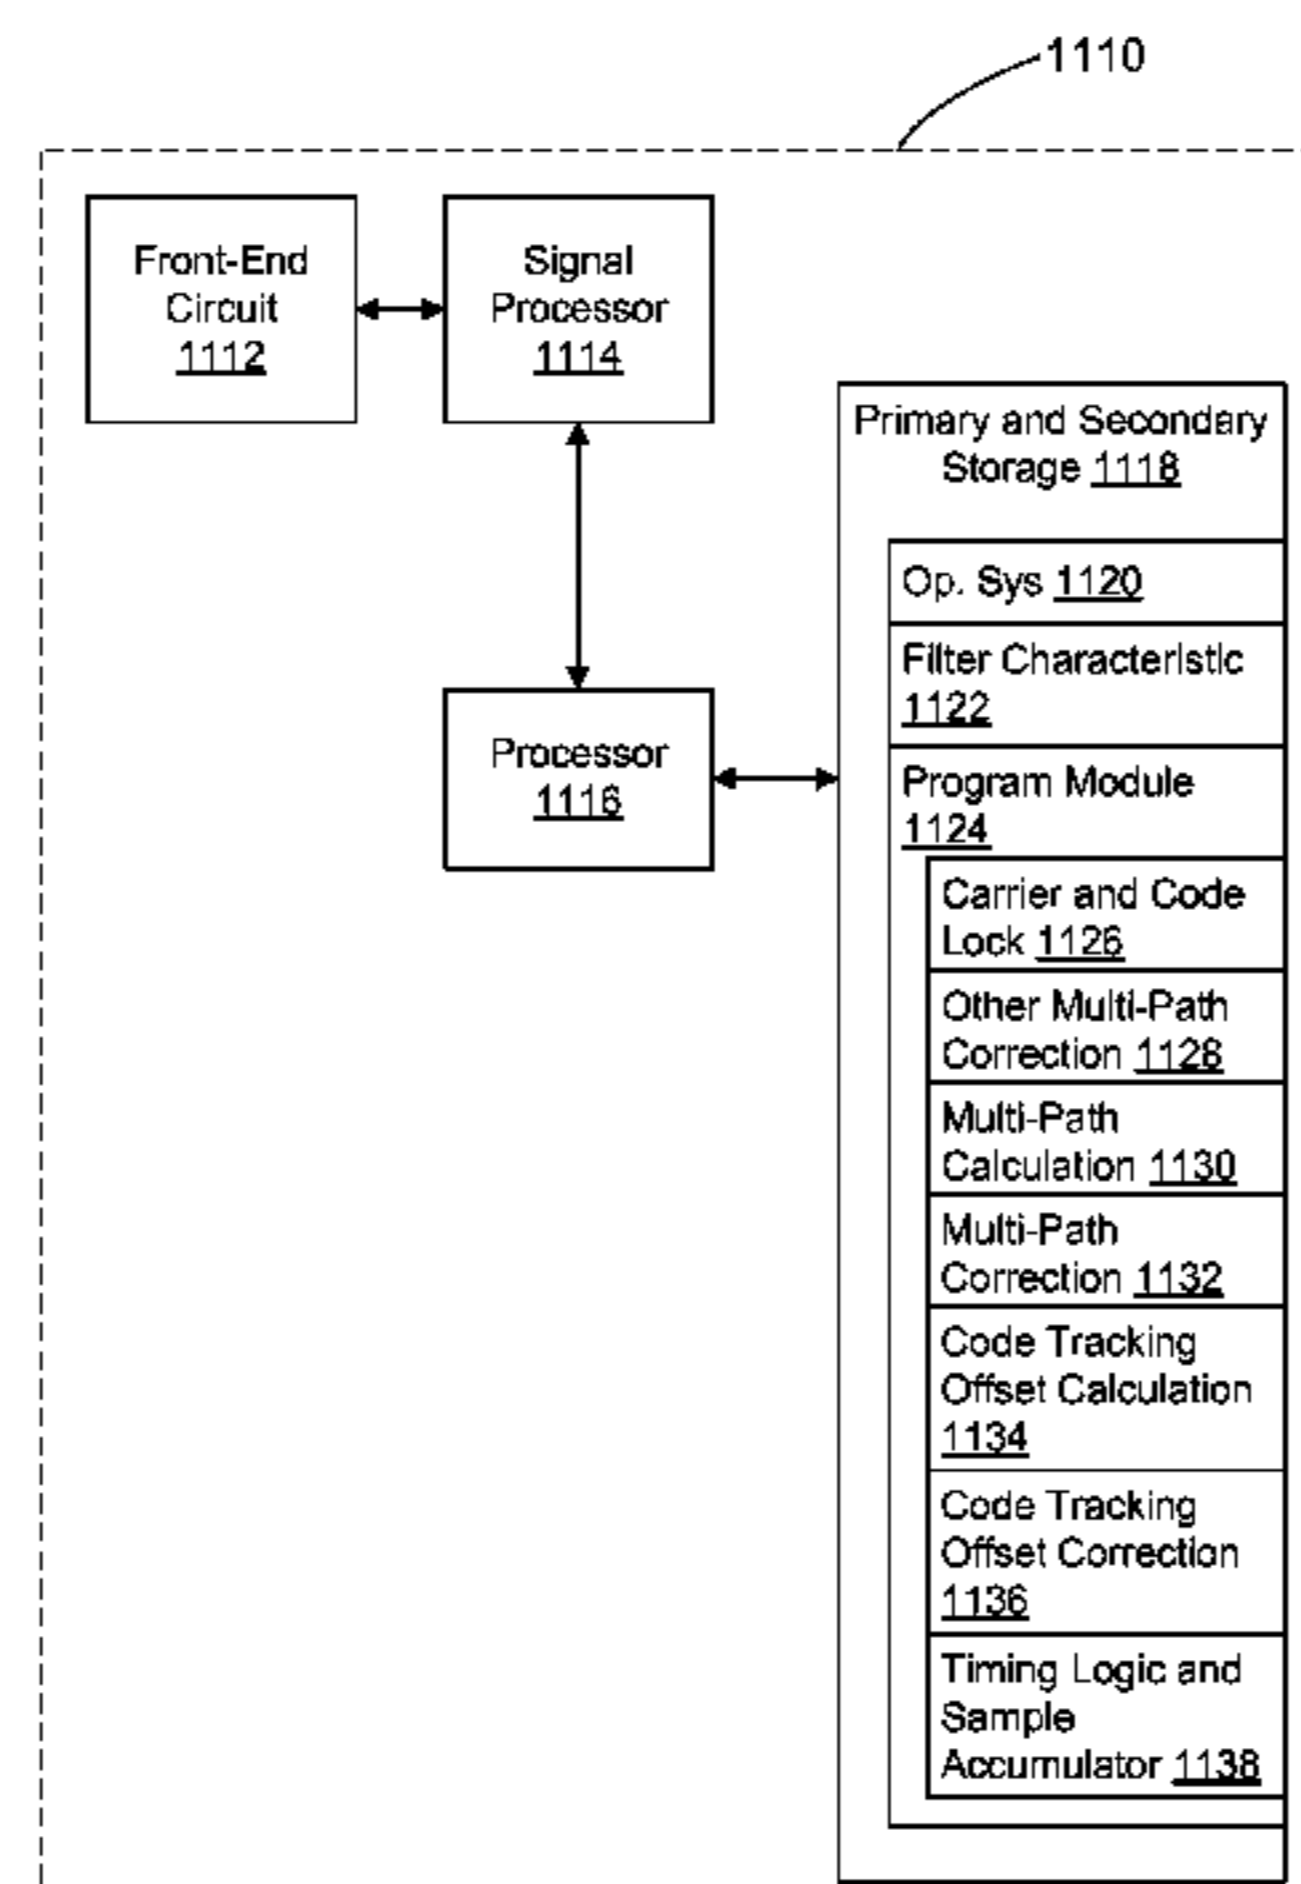 1110
Front-End
Circuit
1112
Signal
Processor
1114
Primary and Secondary
Storage 1118
Op. Sys 1120
Filter Characteristic
1122
Processor
1116
Program Module
1124
Carrier and Code
Lock 1126
Other Multi-Path
Correction 1128
Multi-Path
Calculation 1130
Multi-Path
Correction 1132
Code Tracking
Offset Calculation
1134
Code Tracking
Offset Correction
1136
Timing Logic and
Sample
Accumulator 1138